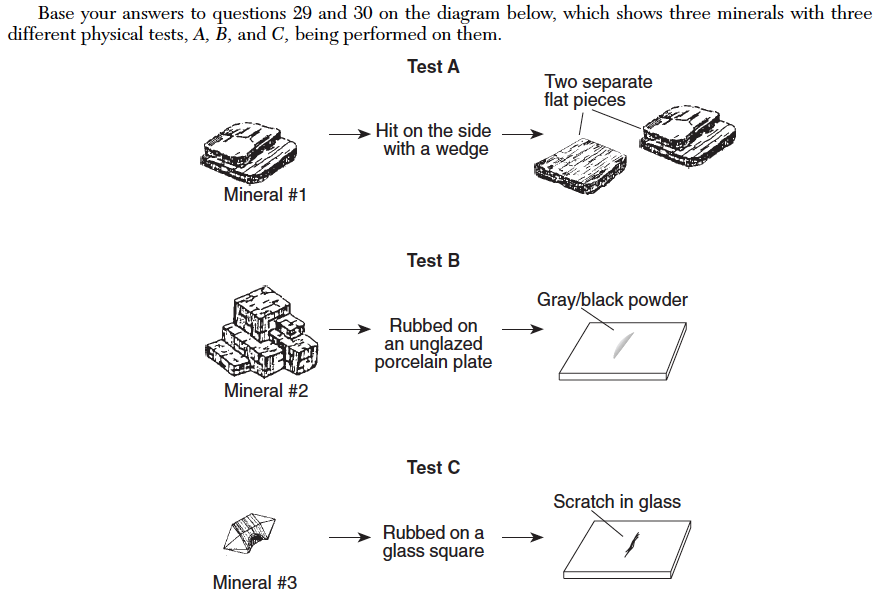 Base your answers to questions 29 and 30 on the diagram below, which shows three minerals with three
different physical tests, A, B, and C, being performed on them.
Test A
Two separate
flat pieces
Hit on the side
with a wedge
Mineral #1
Test B
Gray/black powder
Rubbed on
an unglazed
porcelain plate
Mineral #2
Test C
Scratch in glass
Rubbed on a
glass square
Mineral #3